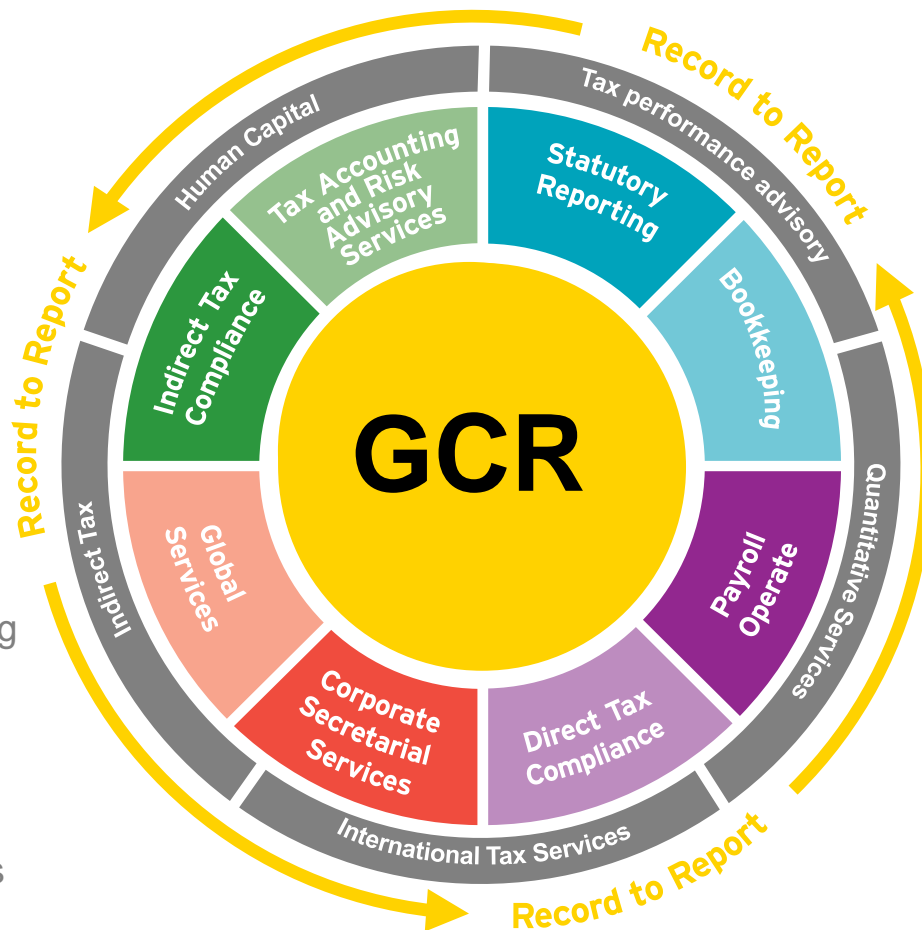 Record to Report
Tax performance advisory
Human Capital
Statutory
Reporting
Tax Accounting
and Risk
Advisory
Services
Bookkeeping
Indirect Tax
Compliance
Record to Report
GCR
Quantitative Services
Payroll
Operate
Global
Services
Indirect Tax
g
Corporate
Secretarial
Services
Direct Tax
Compliance
International Tax Services
s
Record to Report